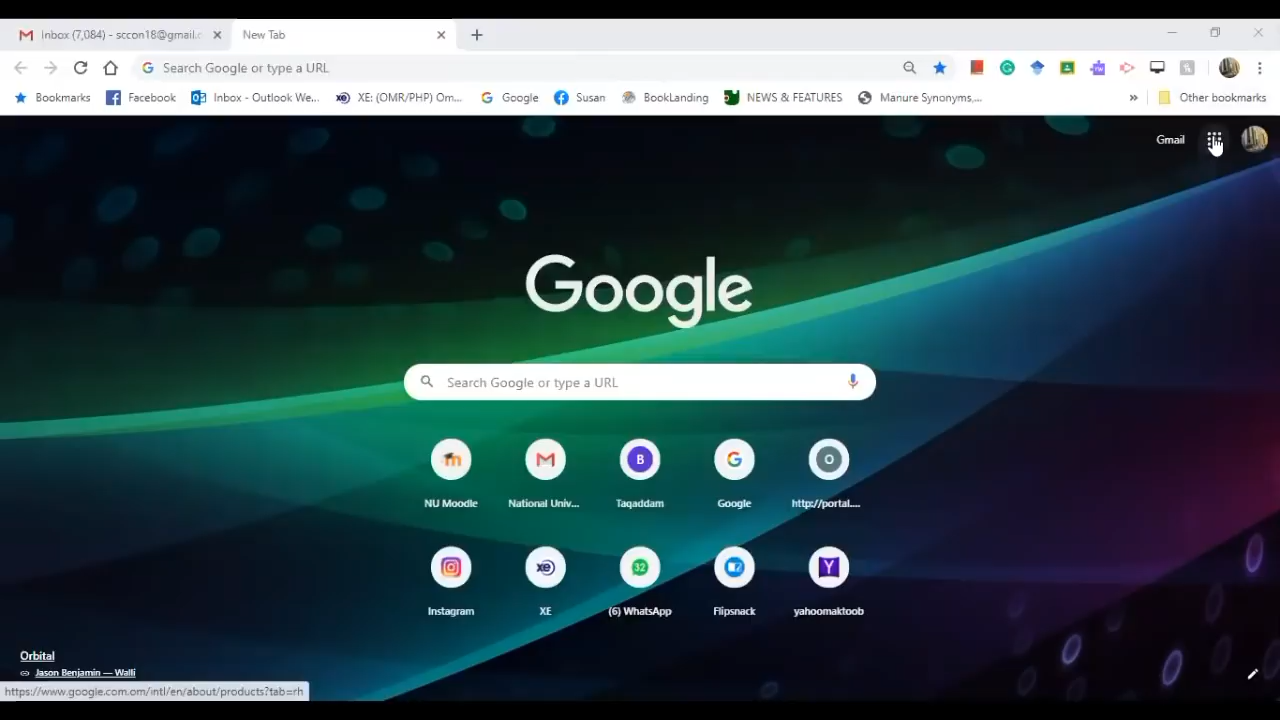 Inbox (7,084) - sccon18@gmail.c
New Tab
Search Google or type a URL
Bookmarks
Facebook
Inbox - Outlook We...
XE: (OMR/PHP) Om...
Google
Susan
BookLanding
NEWS & FEATURES
Manure Synonyms,...
»
Other bookmarks
Gmail
Google
Search Google or type a URL
B
O
NU Moodle
National Univ...
Taqaddam
Google
http://portal....
xe
32
Y
Instagram
XE
(6) WhatsApp
Flipsnack
yahoomaktoob
Orbital
Jason Benjamin — Walli
https://www.google.com.om/intl/en/about/products?tab=rh